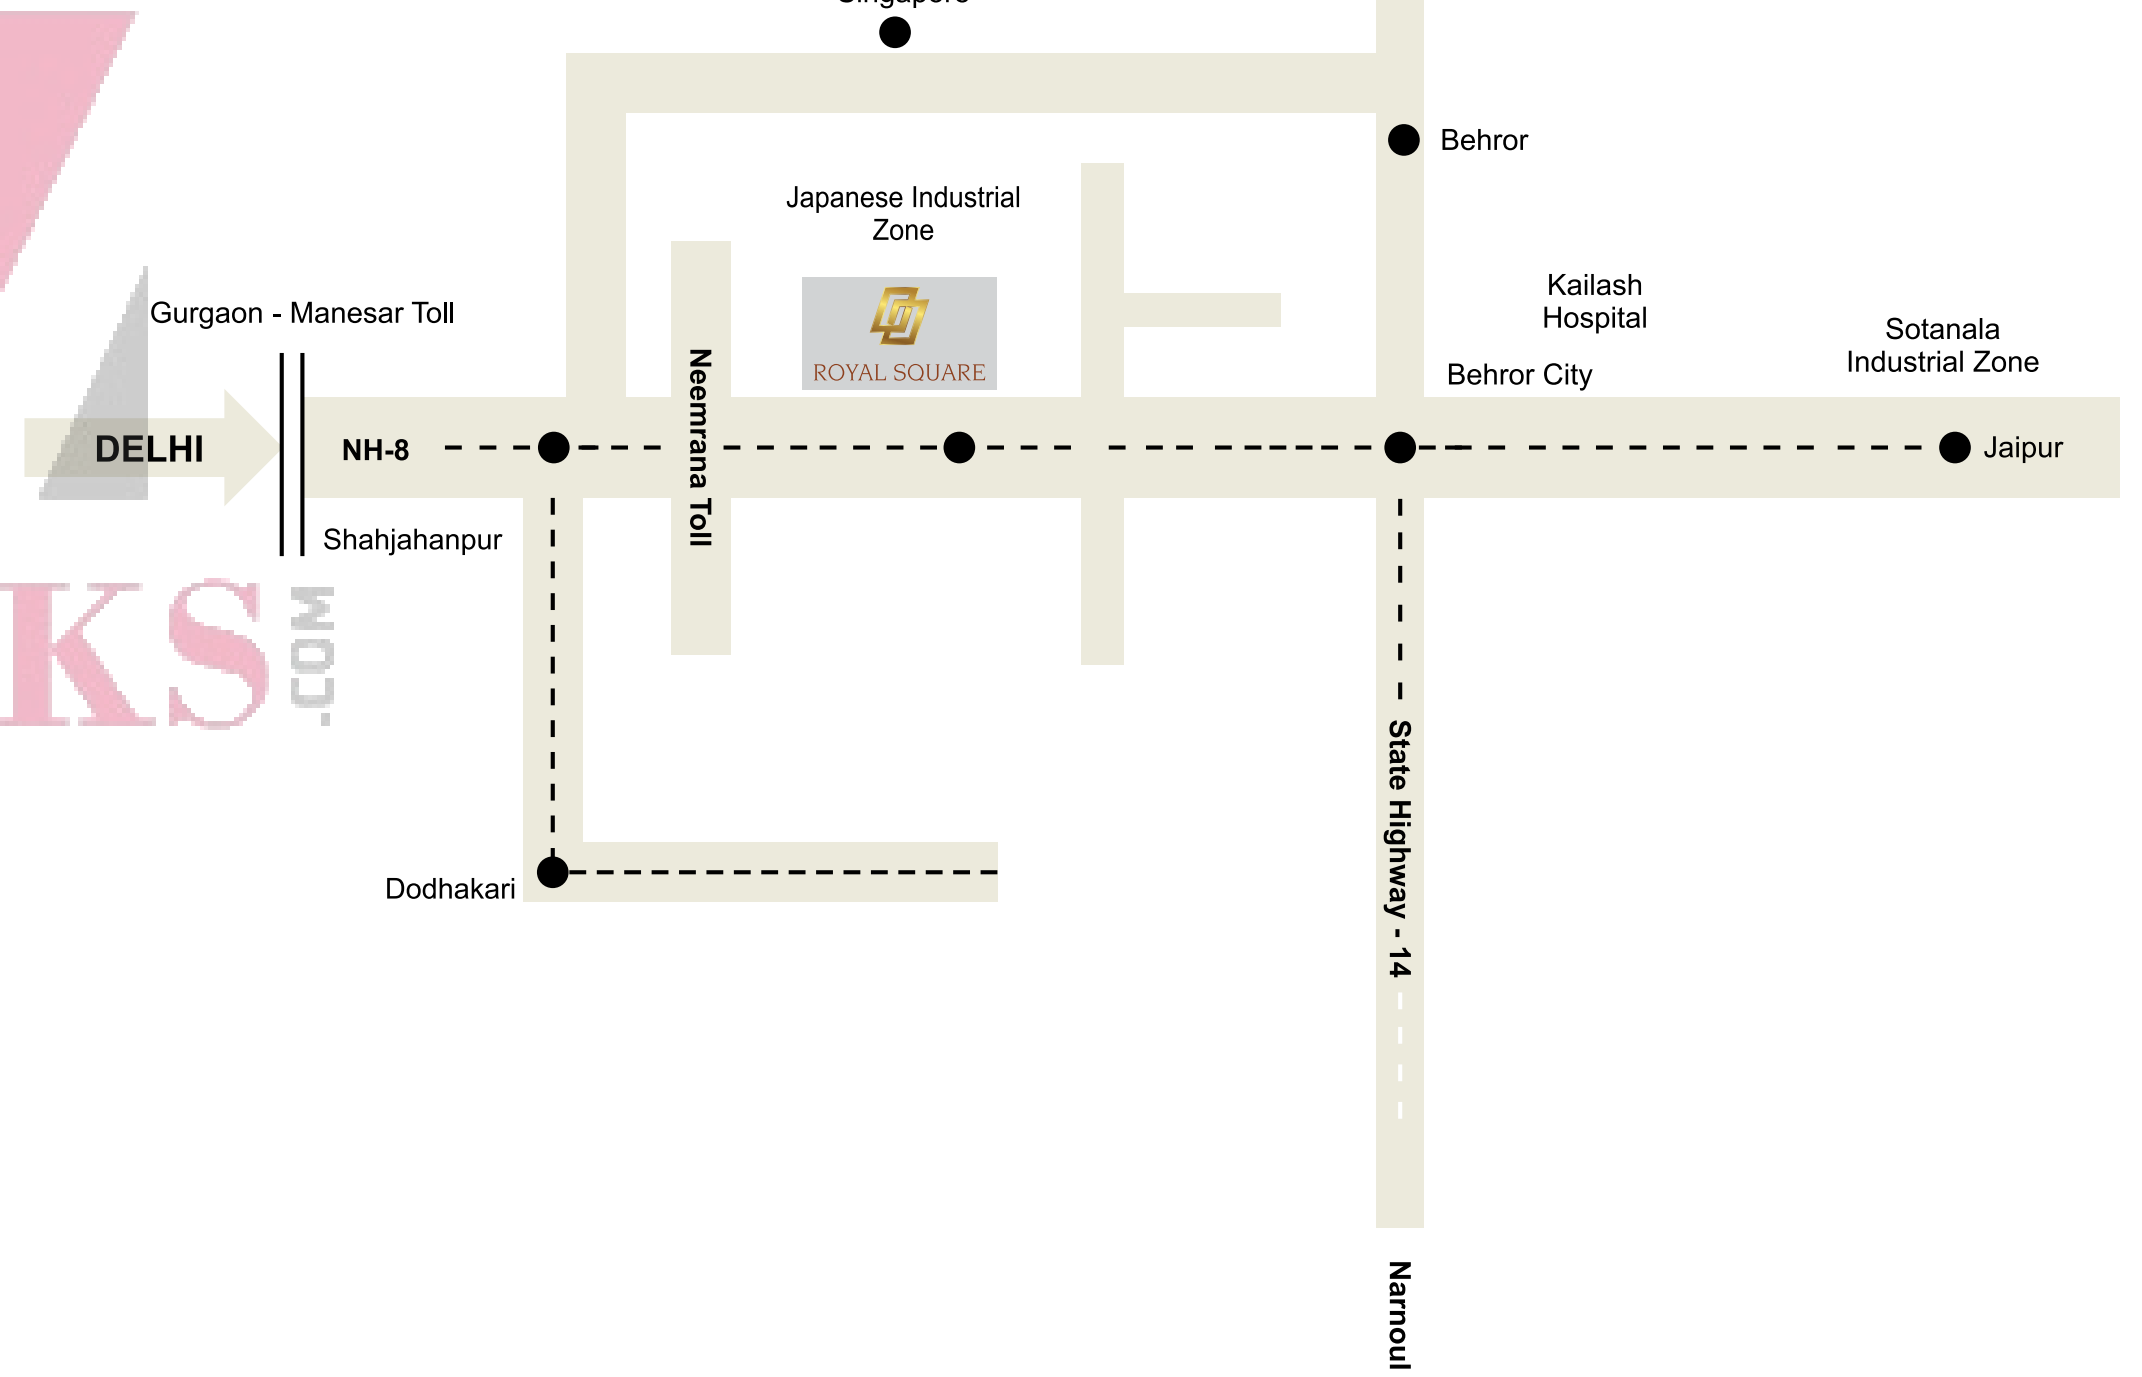 Singapore
Behror
Japanese Industrial
Zone
Kailash
Hospital
Gurgaon - Manesar Toll
Sotanala
Industrial Zone
ROYAL SQUARE
Behror City
Neemrana Toll
DELHI
NH-8
Jaipur
Shahjahanpur
KS
.COM
State Highway - 14
Dodhakari
Narnoul